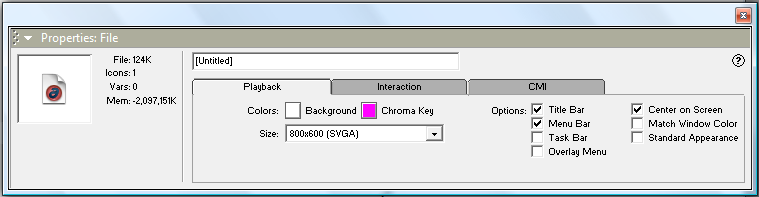 Properties: File
File: 124K
Icons: 1
Vars: 0
Mem: -2,097,151K
[Untitled]
?
Playback Interaction CMI
Colors: Background Chroma Key
Size: 800x600 (SVGA)
Options: Title Bar
Menu Bar
Task Bar
Overlay Menu
Center on Screen
Match Window Color
Standard Appearance